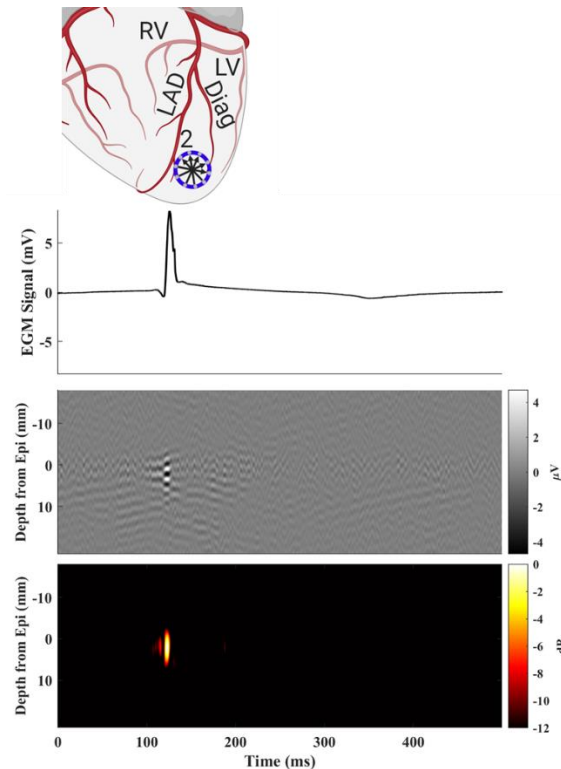 RV
LV
LAD
Diag
2
EGM Signal (mV)
5
0
-5
Depth from Epi (mm)
-10
0
10
4
2
0
-2
-4
µV
Depth from Epi (mm)
-10
0
10
0
-2
-4
-6
-8
-10
-12
dB
0
100
200
300
400
Time (ms)